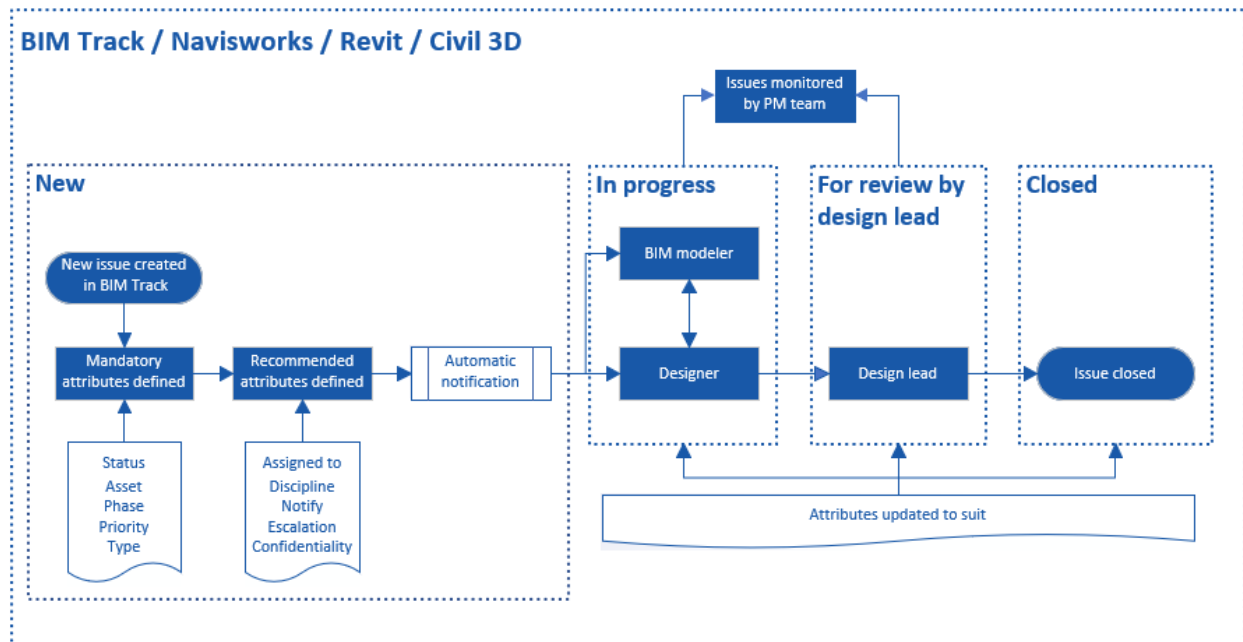 BIM Track / Navisworks / Revit / Civil 3D
Issues monitored
by PM team
New
New issue created
in BIM Track
Mandatory
attributes defined
Recommended
attributes defined
Automatic
notification
Status
Asset
Phase
Priority
Type
Assigned to
Discipline
Notify
Escalation
Confidentiality
In progress
BIM modeler
Designer
For review by
design lead
Design lead
Closed
Issue closed
Attributes updated to suit